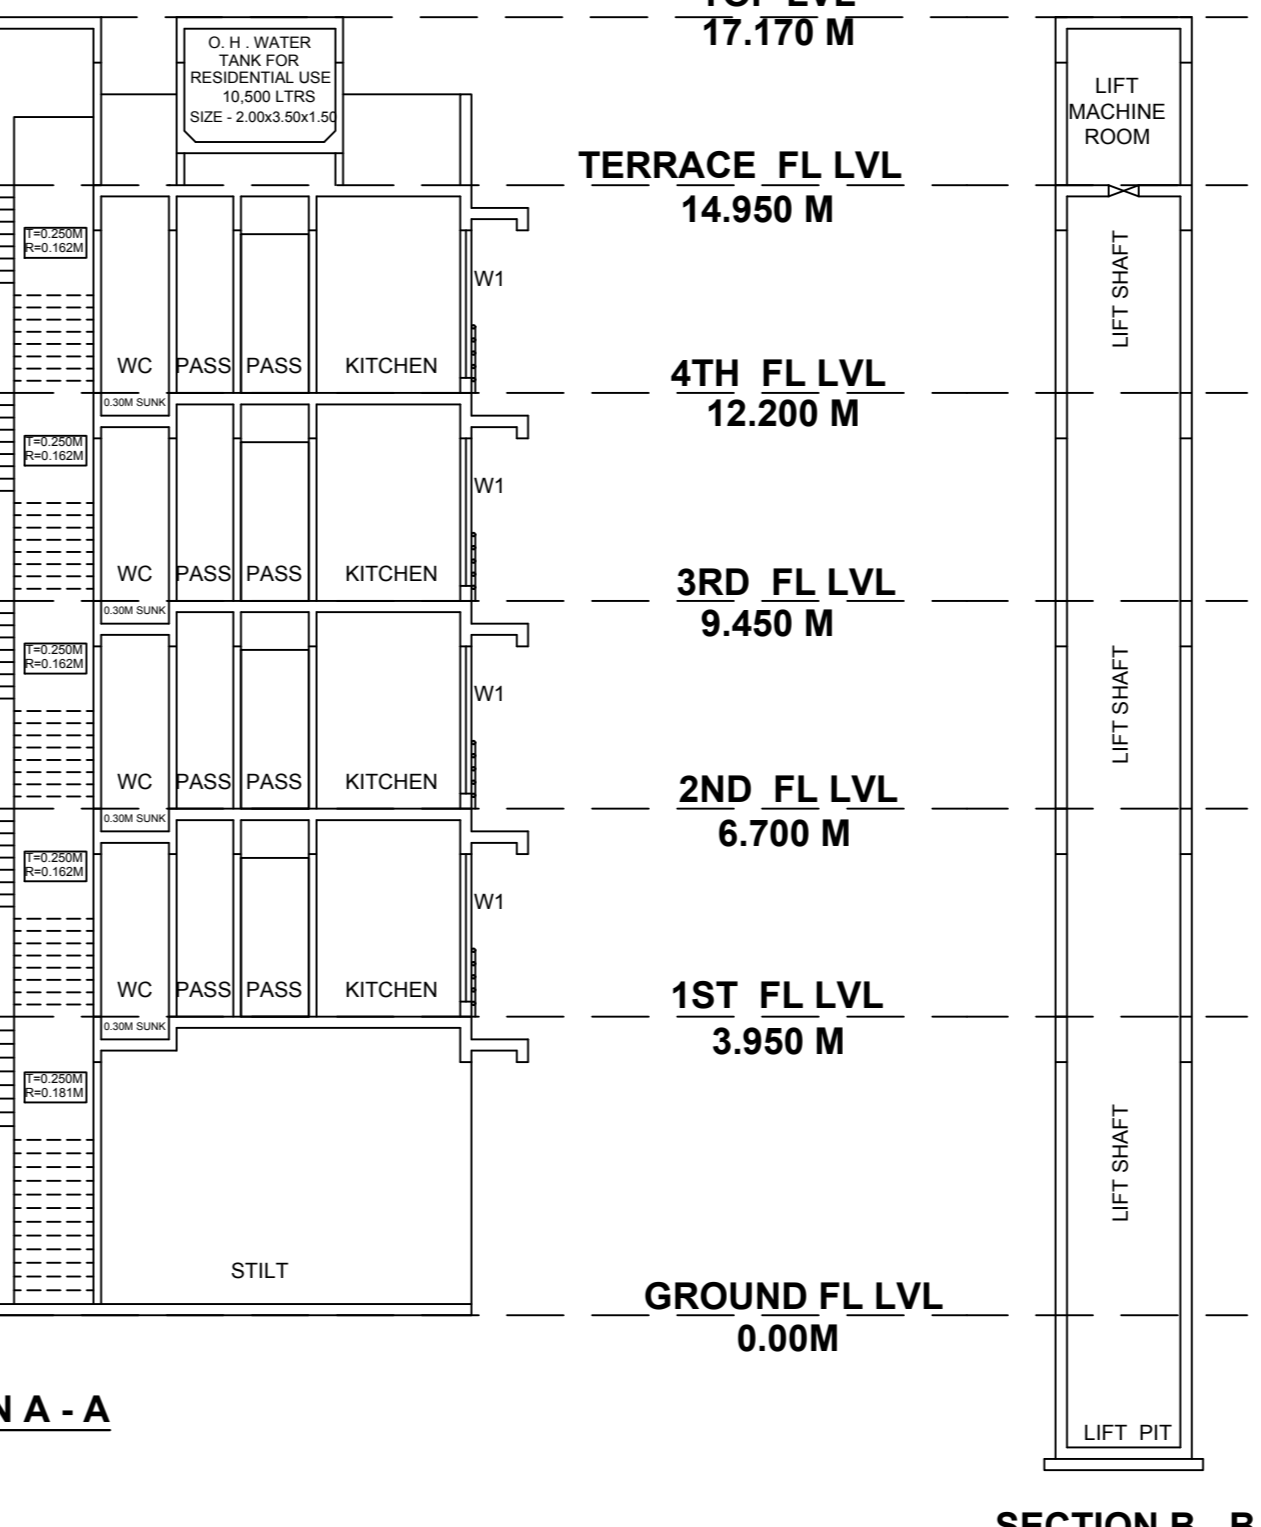 TOP LVL
17.170 M
O. H . WATER
TANK FOR
RESIDENTIAL USE
10,500 LTRS
SIZE - 2.00x3.50x1.50
LIFT
MACHINE
ROOM
TERRACE FL LVL
14.950 M
T=0.250M
R=0.162M
W1
LIFT SHAFT
WC
PASS
PASS
KITCHEN
4TH FL LVL
12.200 M
0.30M SUNK
T=0.250M
R=0.162M
W1
WC
PASS
PASS
KITCHEN
3RD FL LVL
9.450 M
0.30M SUNK
T=0.250M
R=0.162M
W1
LIFT SHAFT
WC
PASS
PASS
KITCHEN
2ND FL LVL
6.700 M
0.30M SUNK
T=0.250M
R=0.162M
W1
WC
PASS
PASS
KITCHEN
1ST FL LVL
3.950 M
0.30M SUNK
T=0.250M
R=0.181M
LIFT SHAFT
STILT
GROUND FL LVL
0.00M
N A - A
LIFT PIT
SECTION B - B